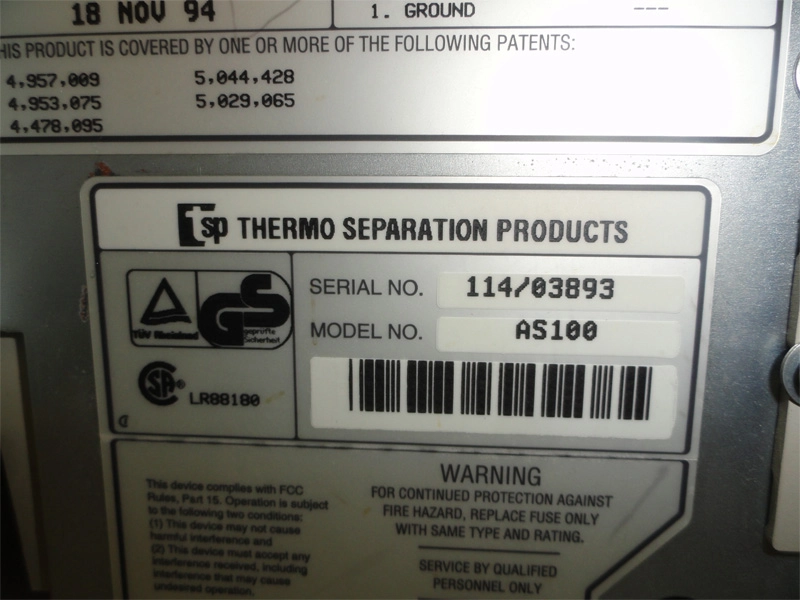 18 NOV 94
1. GROUND ---
HIS PRODUCT IS COVERED BY ONE OR MORE OF THE FOLLOWING PATENTS:
4,957,009 5,044,428
4,953,075 5,029,065
4,478,095
tsp THERMO SEPARATION PRODUCTS
TÜV Rheinland
GS
geprüfte
Sicherheit
SERIAL NO. 114/03893
MODEL NO. AS100
SA®
LR88180
This device complies with FCC
Rules, Part 15. Operation is subject
to the following two conditions:
(1) This device may not cause
harmful interference and
(2) This device must accept any
interference received, including
interference that may cause
undesired operation.
WARNING
FOR CONTINUED PROTECTION AGAINST
FIRE HAZARD, REPLACE FUSE ONLY
WITH SAME TYPE AND RATING.
SERVICE BY QUALIFIED
PERSONNEL ONLY